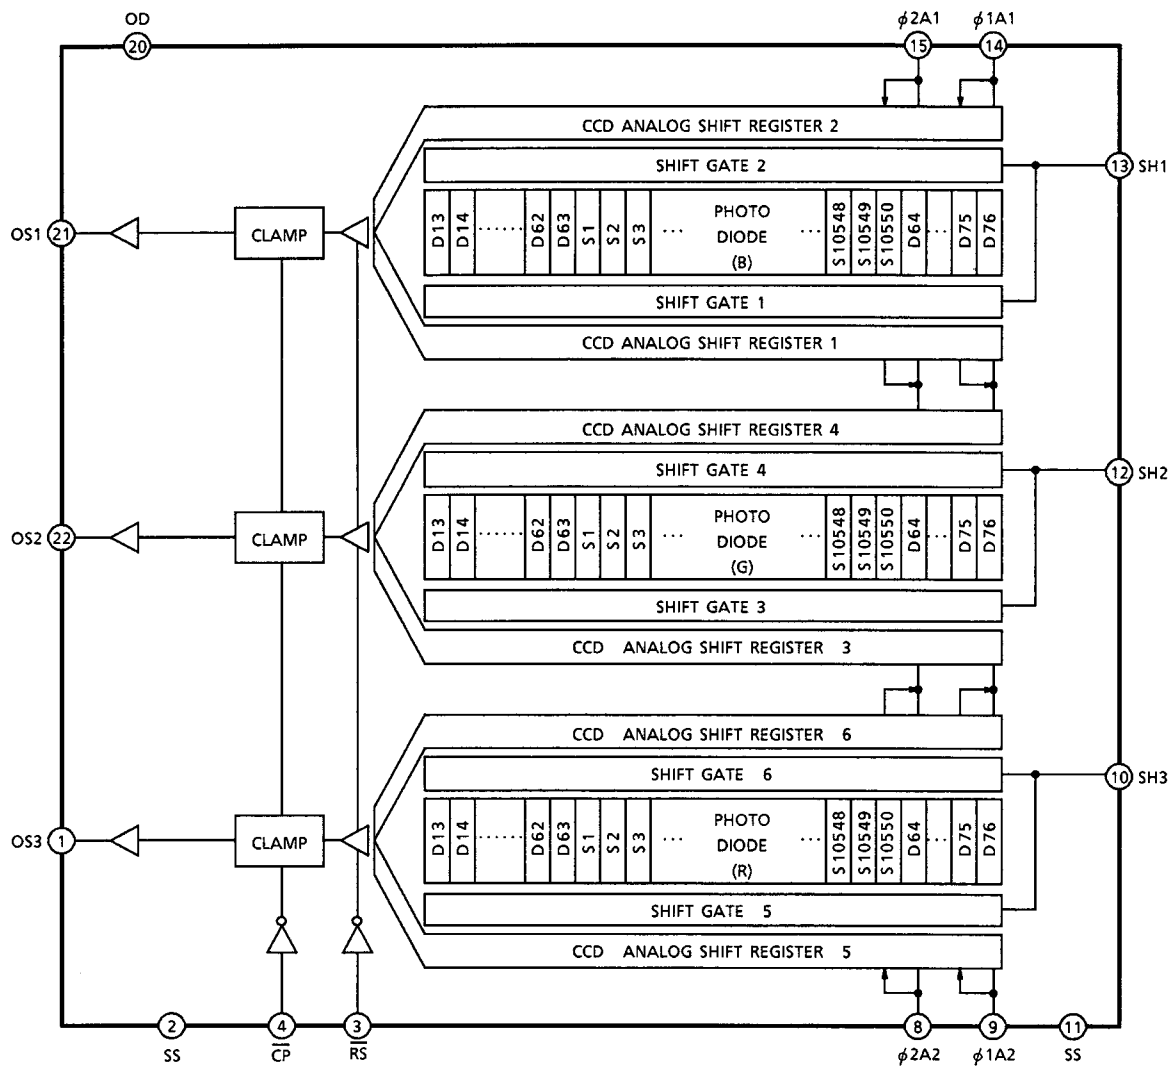 OD
φ2A1
φ1A1
20
15
14
CCD ANALOG SHIFT REGISTER 2
SHIFT GATE 2
13 SH1
D13 D14 ........ D62 D63 S1 S2 S3 ... PHOTO DIODE (B) ... S10548 S10549 S10550 D64 ... D75 D76
OS1 21
CLAMP
SHIFT GATE 1
CCD ANALOG SHIFT REGISTER 1
CCD ANALOG SHIFT REGISTER 4
SHIFT GATE 4
12 SH2
D13 D14 ........ D62 D63 S1 S2 S3 ... PHOTO DIODE (G) ... S10548 S10549 S10550 D64 ... D75 D76
OS2 22
CLAMP
SHIFT GATE 3
CCD ANALOG SHIFT REGISTER 3
CCD ANALOG SHIFT REGISTER 6
SHIFT GATE 6
10 SH3
D13 D14 ........ D62 D63 S1 S2 S3 ... PHOTO DIODE (R) ... S10548 S10549 S10550 D64 ... D75 D76
OS3 1
CLAMP
SHIFT GATE 5
CCD ANALOG SHIFT REGISTER 5
2
4
3
8
9
11
SS
C̅P̅
R̅S̅
φ2A2
φ1A2
SS